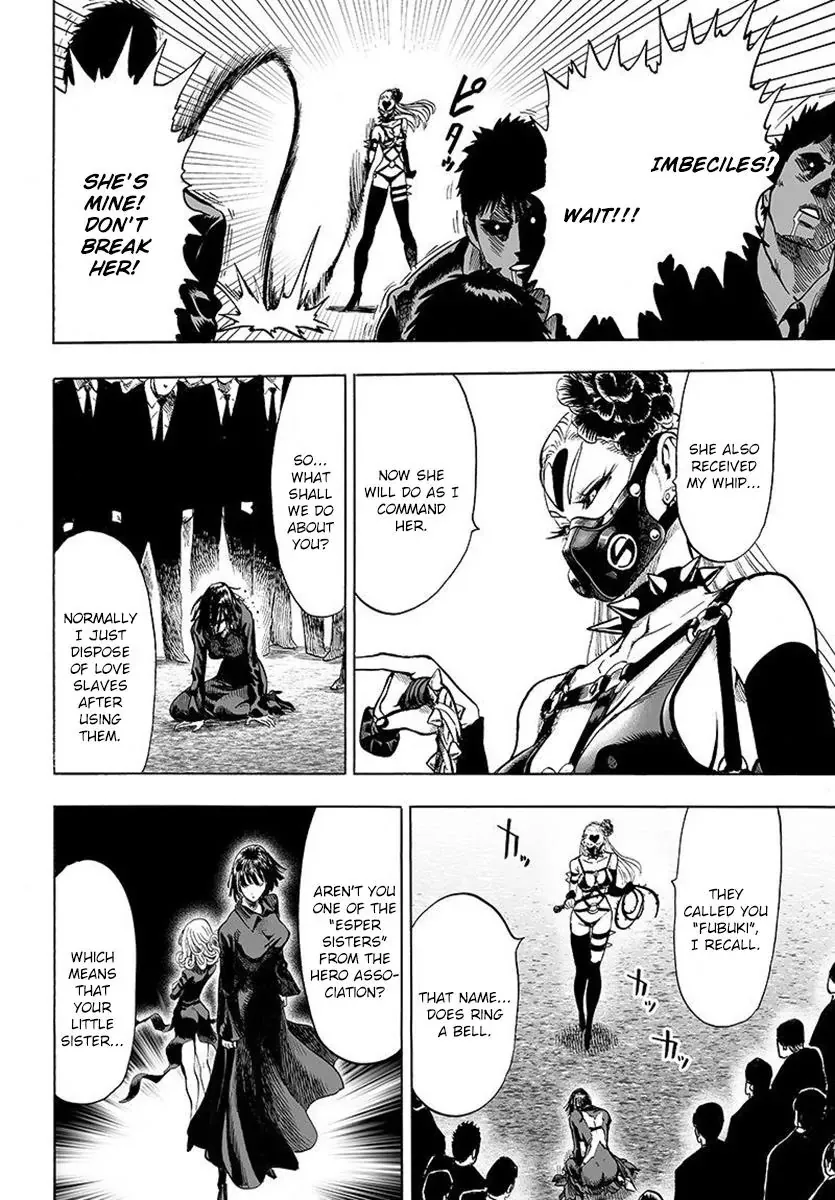 IMBECILES!
WAIT!!!
ピタッ
SHE'S
MINE! DON'T
BREAK
HER!
SHE ALSO
RECEIVED
MY WHIP...
NOW SHE
WILL DO AS I
COMMAND
HER.
SO...
WHAT
SHALL
WE DO
ABOUT
YOU?
NORMALLY
I JUST
DISPOSE
OF LOVE
SLAVES
AFTER
USING
THEM.
カッ
カッ
THEY
CALLED YOU
"FUBUKI",
I RECALL.
THAT NAME...
DOES RING
A BELL.
AREN'T YOU
ONE OF THE
"ESPER
SISTERS"
FROM THE
HERO ASSO-
CIATION?
WHICH
MEANS
THAT
YOUR
LITTLE
SISTER...